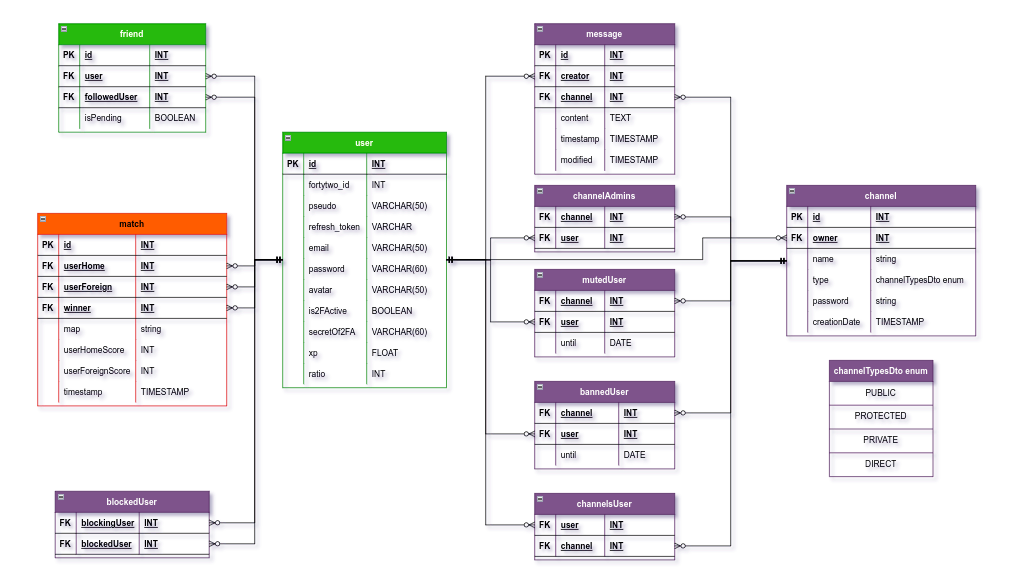 friend
PK id INT
FK user INT
FK followedUser INT
isPending BOOLEAN
match
PK id INT
FK userHome INT
FK userForeign INT
FK winner INT
map string
userHomeScore INT
userForeignScore INT
timestamp TIMESTAMP
blockedUser
FK blockingUser INT
FK blockedUser INT
user
PK id INT
fortytwo_id INT
pseudo VARCHAR(50)
refresh_token VARCHAR
email VARCHAR(50)
password VARCHAR(60)
avatar VARCHAR(50)
is2FActive BOOLEAN
secretOf2FA VARCHAR(60)
xp FLOAT
ratio INT
message
PK id INT
FK creator INT
FK channel INT
content TEXT
timestamp TIMESTAMP
modified TIMESTAMP
channelAdmins
FK channel INT
FK user INT
mutedUser
FK channel INT
FK user INT
until DATE
bannedUser
FK channel INT
FK user INT
until DATE
channelsUser
FK user INT
FK channel INT
channel
PK id INT
FK owner INT
name string
type channelTypesDto enum
password string
creationDate TIMESTAMP
channelTypesDto enum
PUBLIC
PROTECTED
PRIVATE
DIRECT